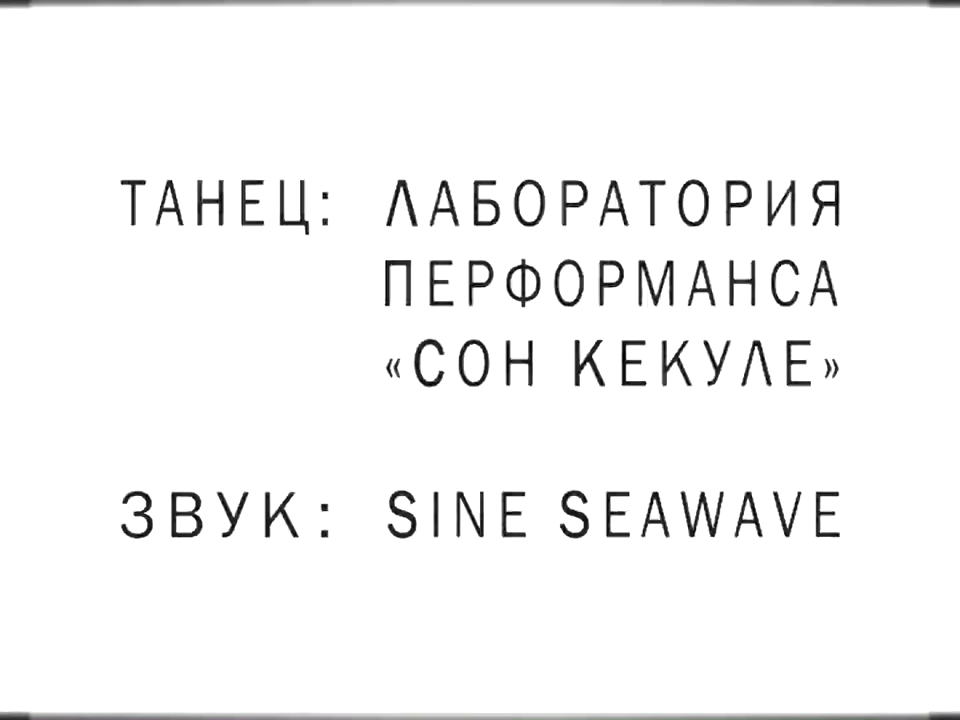 ТАНЕЦ: ЛАБОРАТОРИЯ
ПЕРФОРМАНСА
«СОН КЕКУЛЕ»
ЗВУК: SINE SEAWAVE